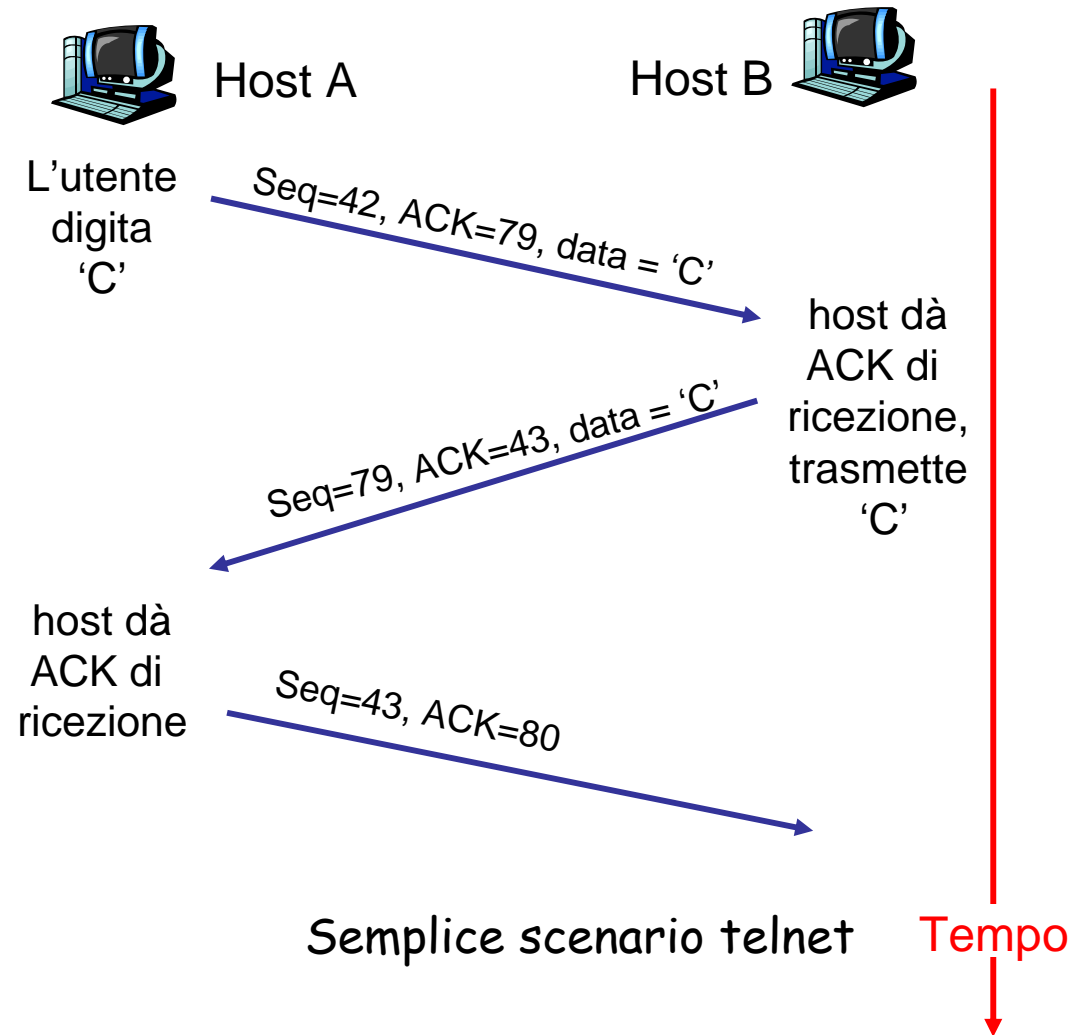 Host A
Host B
L’utente
digita
‘C’
Seq=42, ACK=79, data = ‘C’
host dà
ACK di
ricezione,
trasmette
‘C’
Seq=79, ACK=43, data = ‘C’
host dà
ACK di
ricezione
Seq=43, ACK=80
Semplice scenario telnet
Tempo